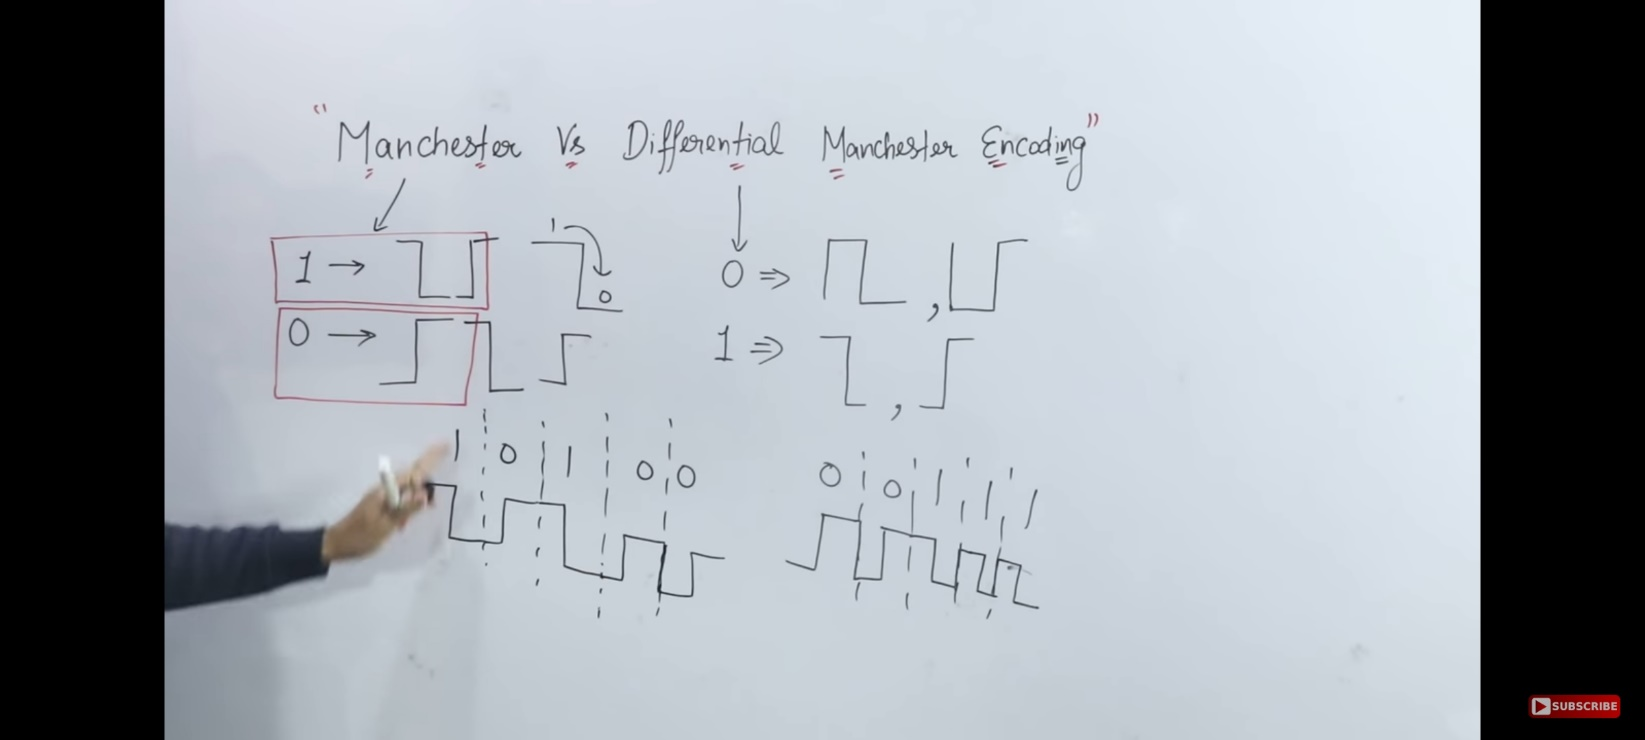 "Manchester Vs Differential Manchester Encoding"
1 → 1 0
0 →
0 ⇒ ,
1 ⇒ ,
1 0 1 0 0
0 0 1 1 1
SUBSCRIBE